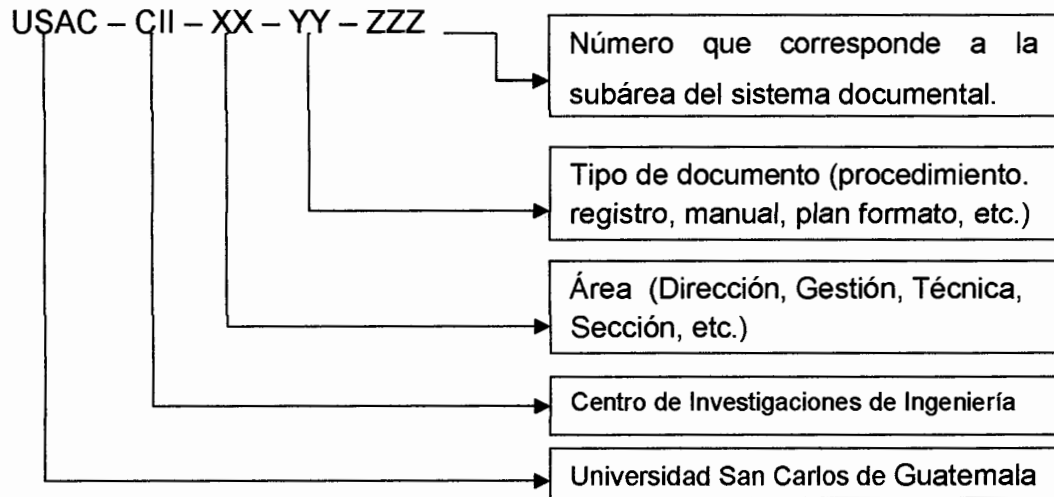 USAC – CII – XX – YY – ZZZ
Número que corresponde a la
subárea del sistema documental.
Tipo de documento (procedimiento.
registro, manual, plan formato, etc.)
Área (Dirección, Gestión, Técnica,
Sección, etc.)
Centro de Investigaciones de Ingeniería
Universidad San Carlos de Guatemala